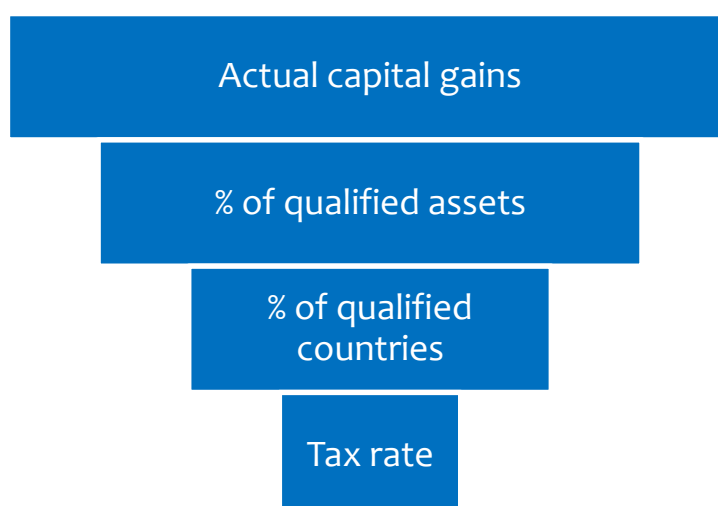 Actual capital gains
% of qualified assets
% of qualified
countries
Tax rate